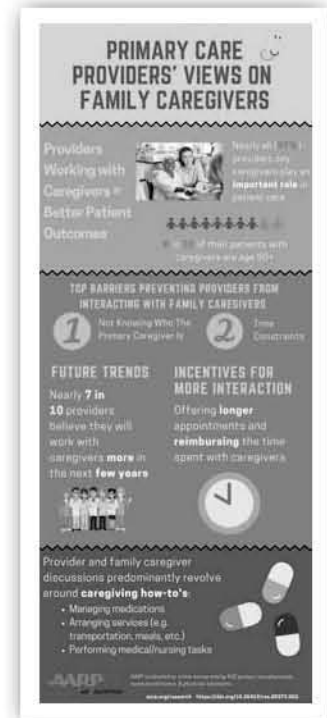 PRIMARY CARE
PROVIDERS' VIEWS ON
FAMILY CAREGIVERS
Providers
Working with
Caregivers =
Better Patient
Outcomes
Nearly all
providers say
caregivers play an
important role in
patient care
of their patients with
caregivers are age 50+
TOP BARRIERS PREVENTING PROVIDERS FROM
INTERACTING WITH FAMILY CAREGIVERS
1
Not Knowing Who The
Primary Caregiver Is
2
Time
Constraints
FUTURE TRENDS
Nearly 7 in
10 providers
believe they will
work with
caregivers more in
the next few years
INCENTIVES FOR
MORE INTERACTION
Offering longer
appointments and
reimbursing the time
spent with caregivers
Provider and family caregiver
discussions predominantly revolve
around caregiving how-to's:
• Managing medications
• Arranging services (e.g.
transportation, meals, etc.)
• Performing medical/nursing tasks
AARP